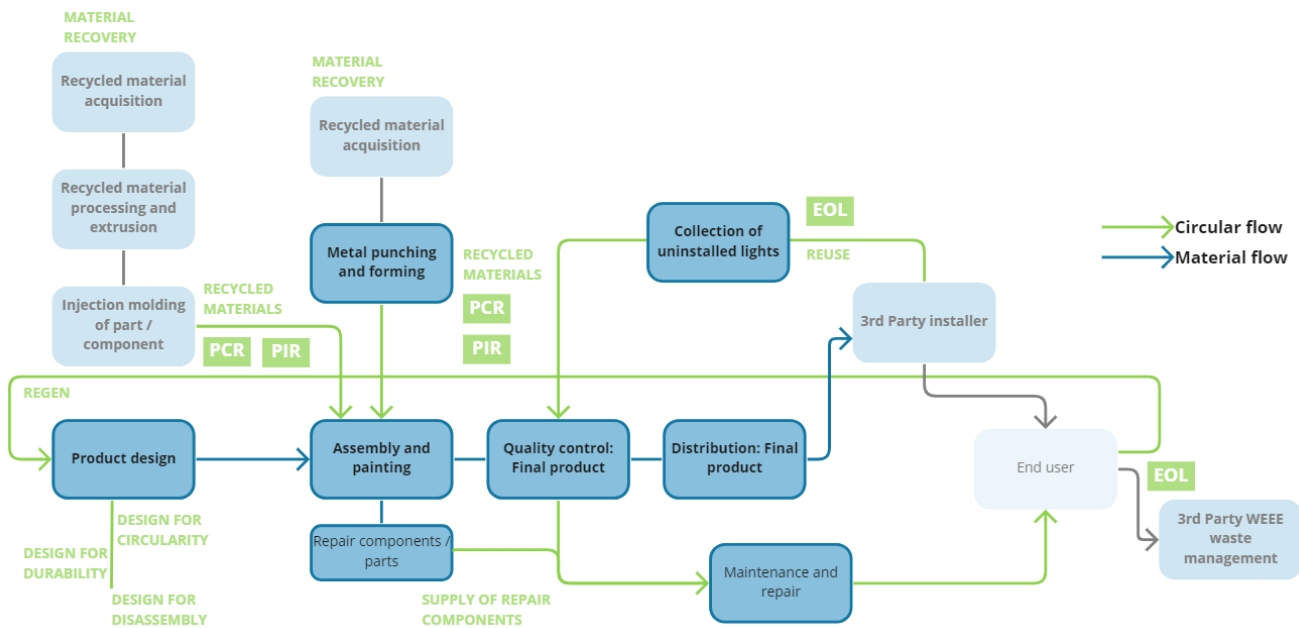 MATERIAL
RECOVERY
Recycled material
acquisition
Recycled material
processing and
extrusion
Injection molding
of part /
component
RECYCLED
MATERIALS
PCR
PIR
MATERIAL
RECOVERY
Recycled material
acquisition
Metal punching
and forming
RECYCLED
MATERIALS
PCR
PIR
Collection of
uninstalled lights
EOL
REUSE
3rd Party installer
Circular flow
Material flow
REGEN
Product design
Assembly and
painting
Quality control:
Final product
Distribution: Final
product
End user
EOL
3rd Party WEEE
waste
management
DESIGN FOR
CIRCULARITY
DESIGN FOR
DURABILITY
DESIGN FOR
DISASSEMBLY
Repair components /
parts
SUPPLY OF REPAIR
COMPONENTS
Maintenance and
repair